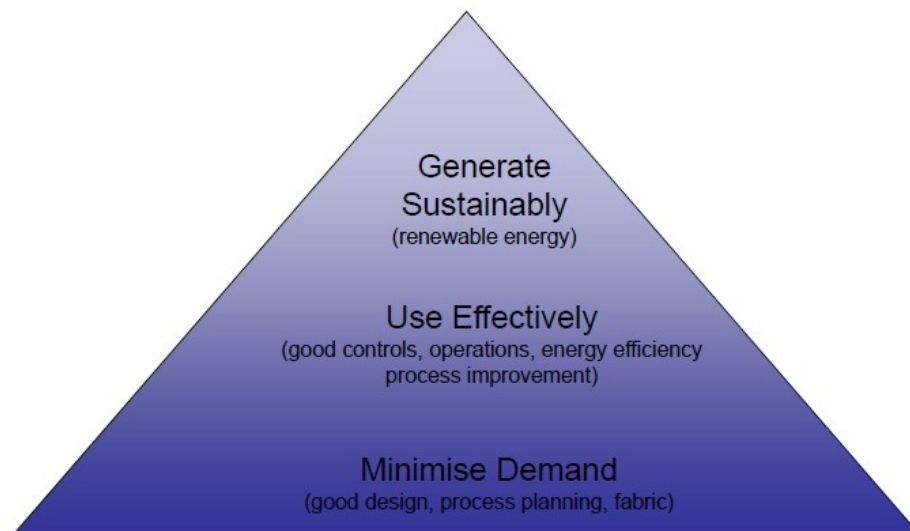 Generate
Sustainably
(renewable energy)
Use Effectively
(good controls, operations, energy efficiency
process improvement)
Minimise Demand
(good design, process planning, fabric)